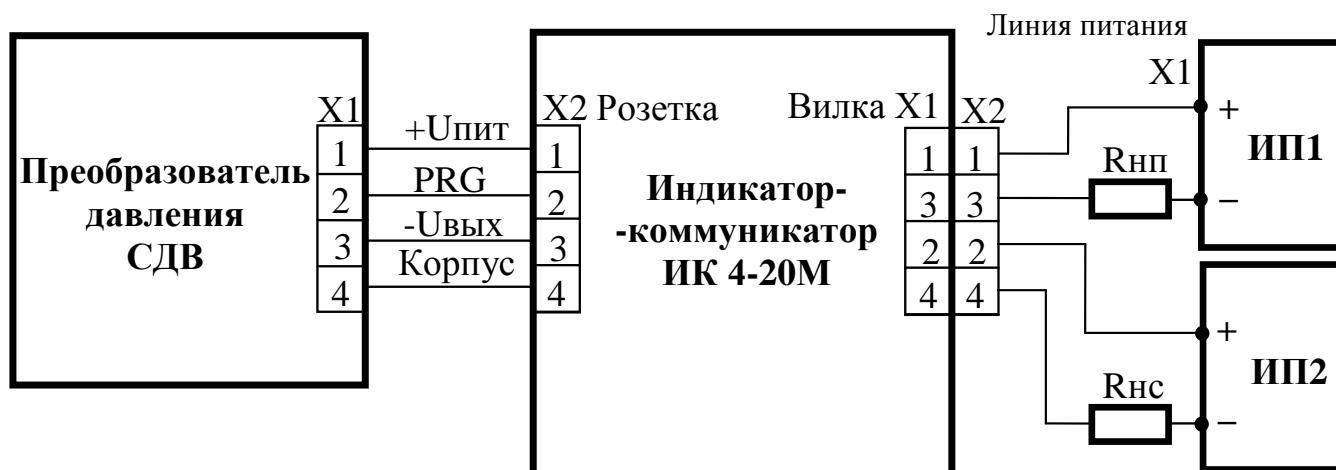 Линия питания
X1
X1
X2 Розетка
Вилка X1
X2
+Uпит
PRG
-Uвых
Корпус
1
2
3
4
1
2
3
4
1
3
2
4
1
3
2
4
Преобразователь
давления
СДВ
Индикатор-
-коммуникатор
ИК 4-20М
Rнп
+
−
ИП1
Rнс
+
−
ИП2